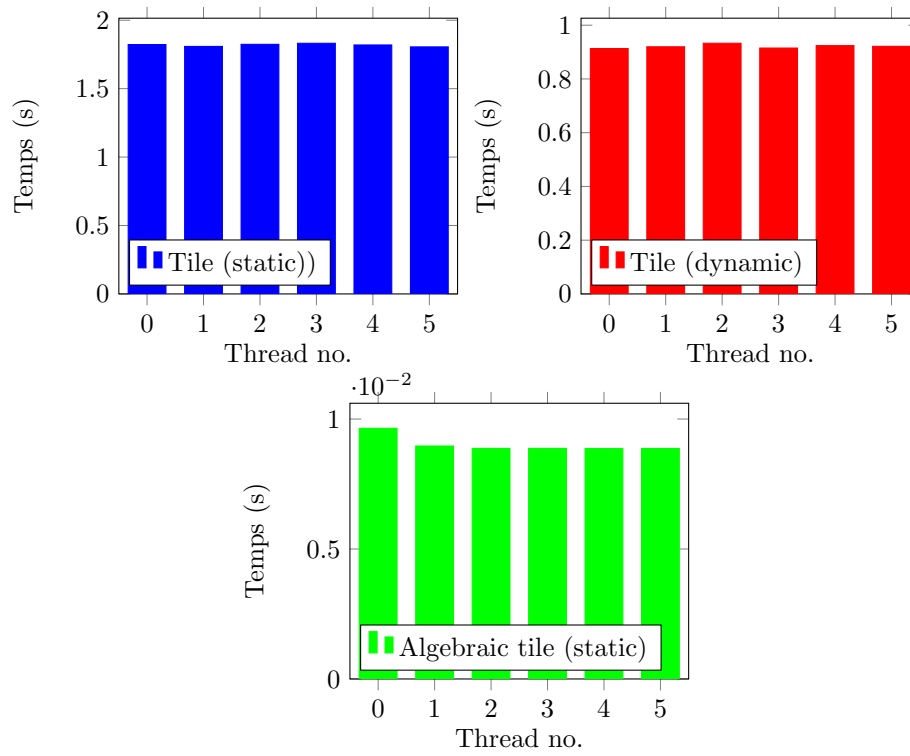 2
1.5
1
0.5
0
Temps (s)
Tile (static))
0 1 2 3 4 5
Thread no.
1
0.8
0.6
0.4
0.2
0
Temps (s)
Tile (dynamic)
0 1 2 3 4 5
Thread no.
·10−2
1
0.5
0
Temps (s)
Algebraic tile (static)
0 1 2 3 4 5
Thread no.